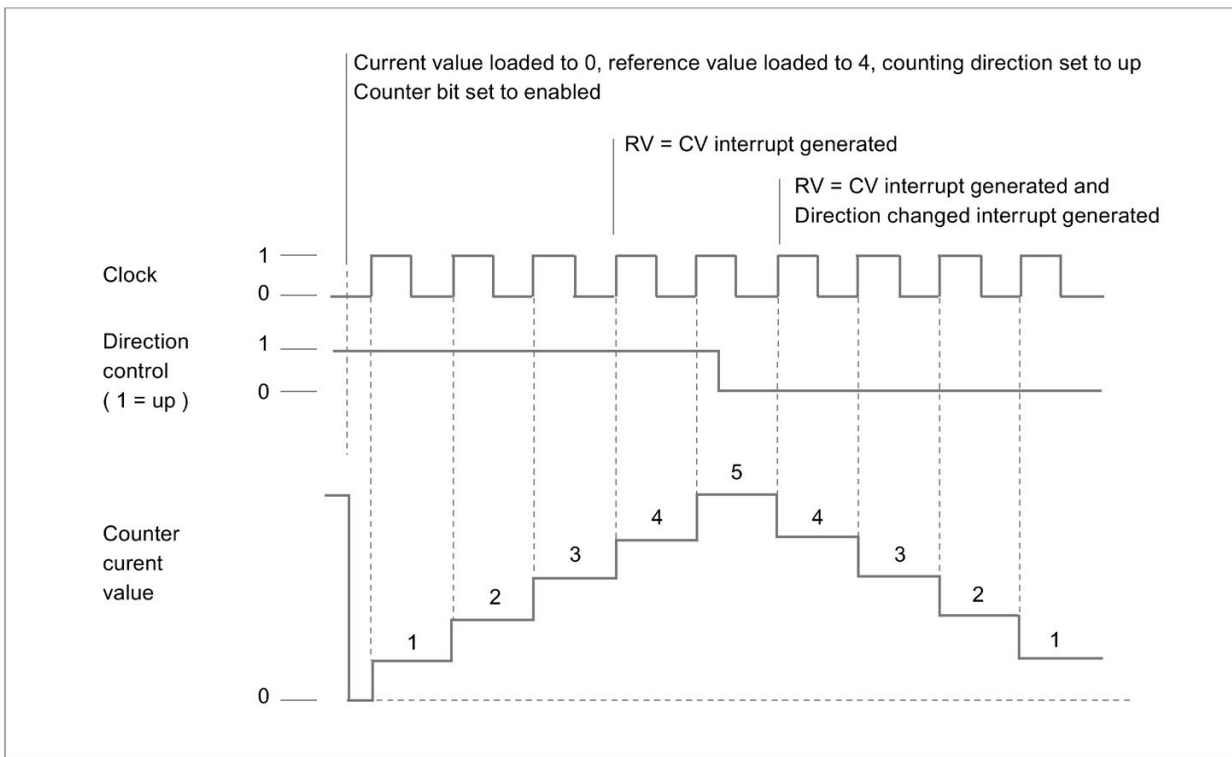 Current value loaded to 0, reference value loaded to 4, counting direction set to up
Counter bit set to enabled
RV = CV interrupt generated
RV = CV interrupt generated and
Direction changed interrupt generated
Clock
1
0
Direction
control
( 1 = up )
1
0
Counter
curent
value
0
1
2
3
4
5
4
3
2
1